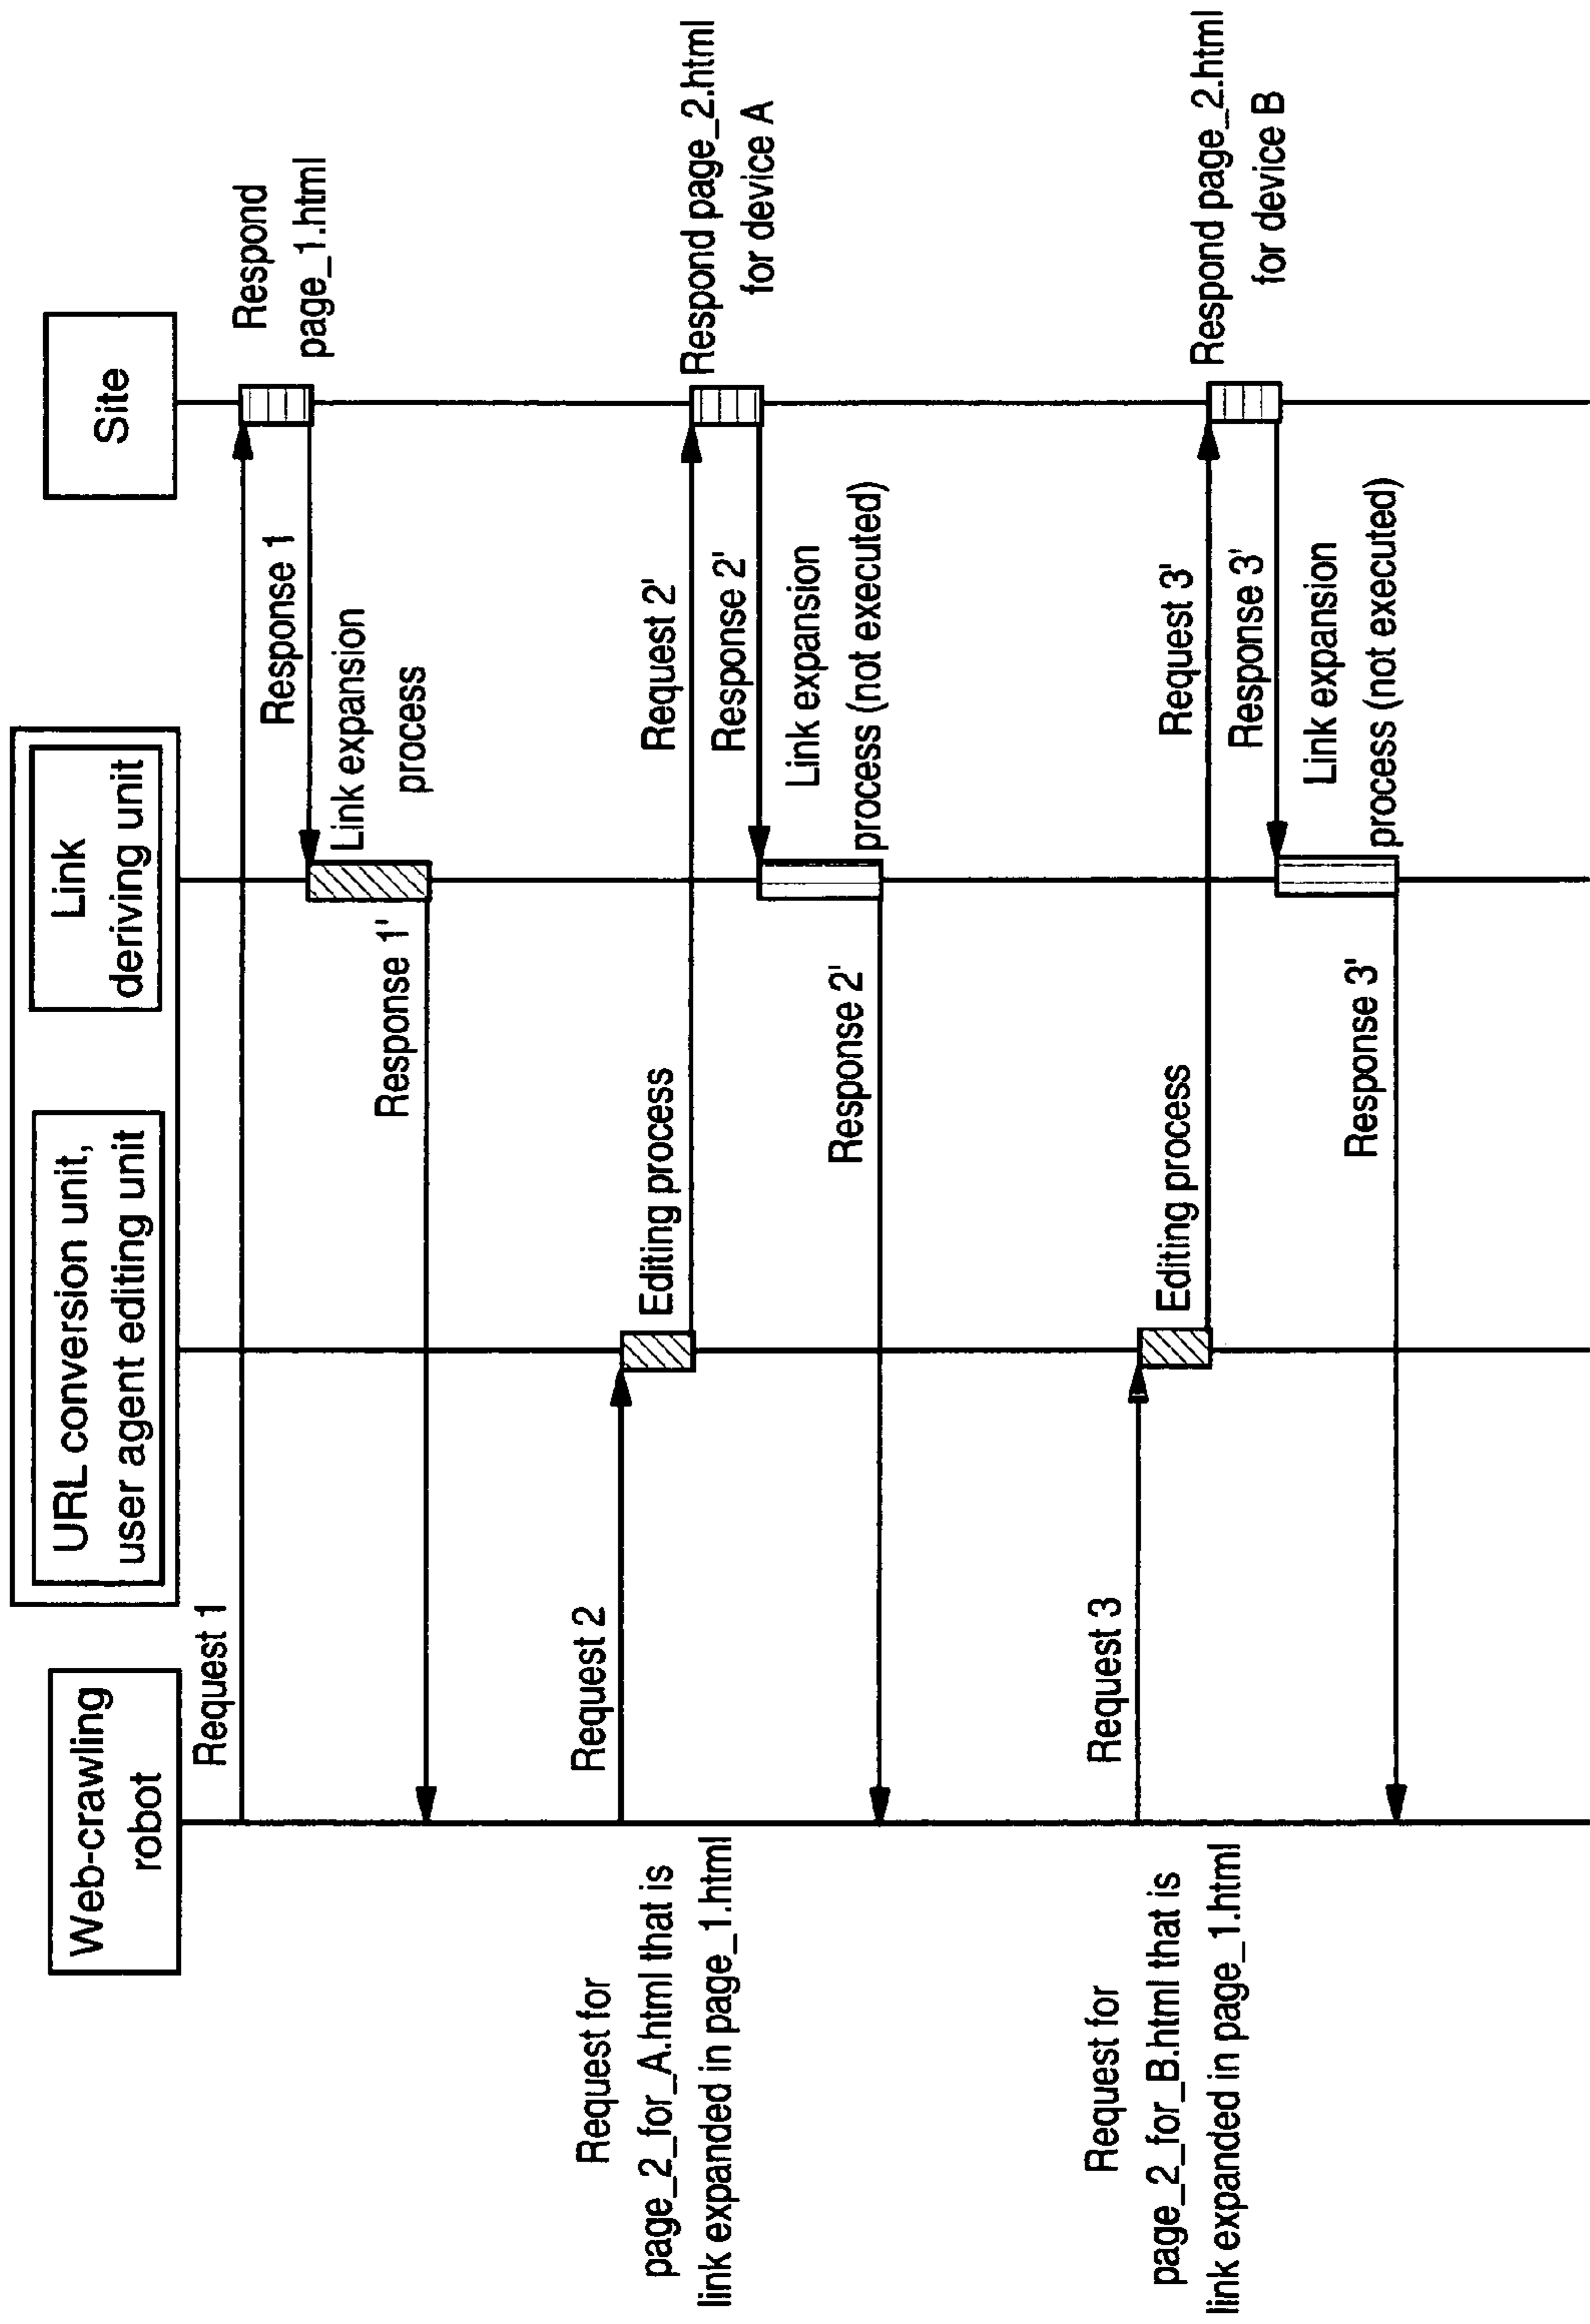 Web-crawling
robot
URL conversion unit,
user agent editing unit
Link
deriving unit
Site
Request 1
Respond
page_1.html
Response 1
Link expansion
process
Response 1'
Request for
page_2_for_A.html that is
link expanded in page_1.html
Request 2
Editing process
Request 2'
Respond page_2.html
for device A
Response 2'
Link expansion
process (not executed)
Response 2'
Request for
page_2_for_B.html that is
link expanded in page_1.html
Request 3
Editing process
Request 3'
Respond page_2.html
for device B
Response 3'
Link expansion
process (not executed)
Response 3'